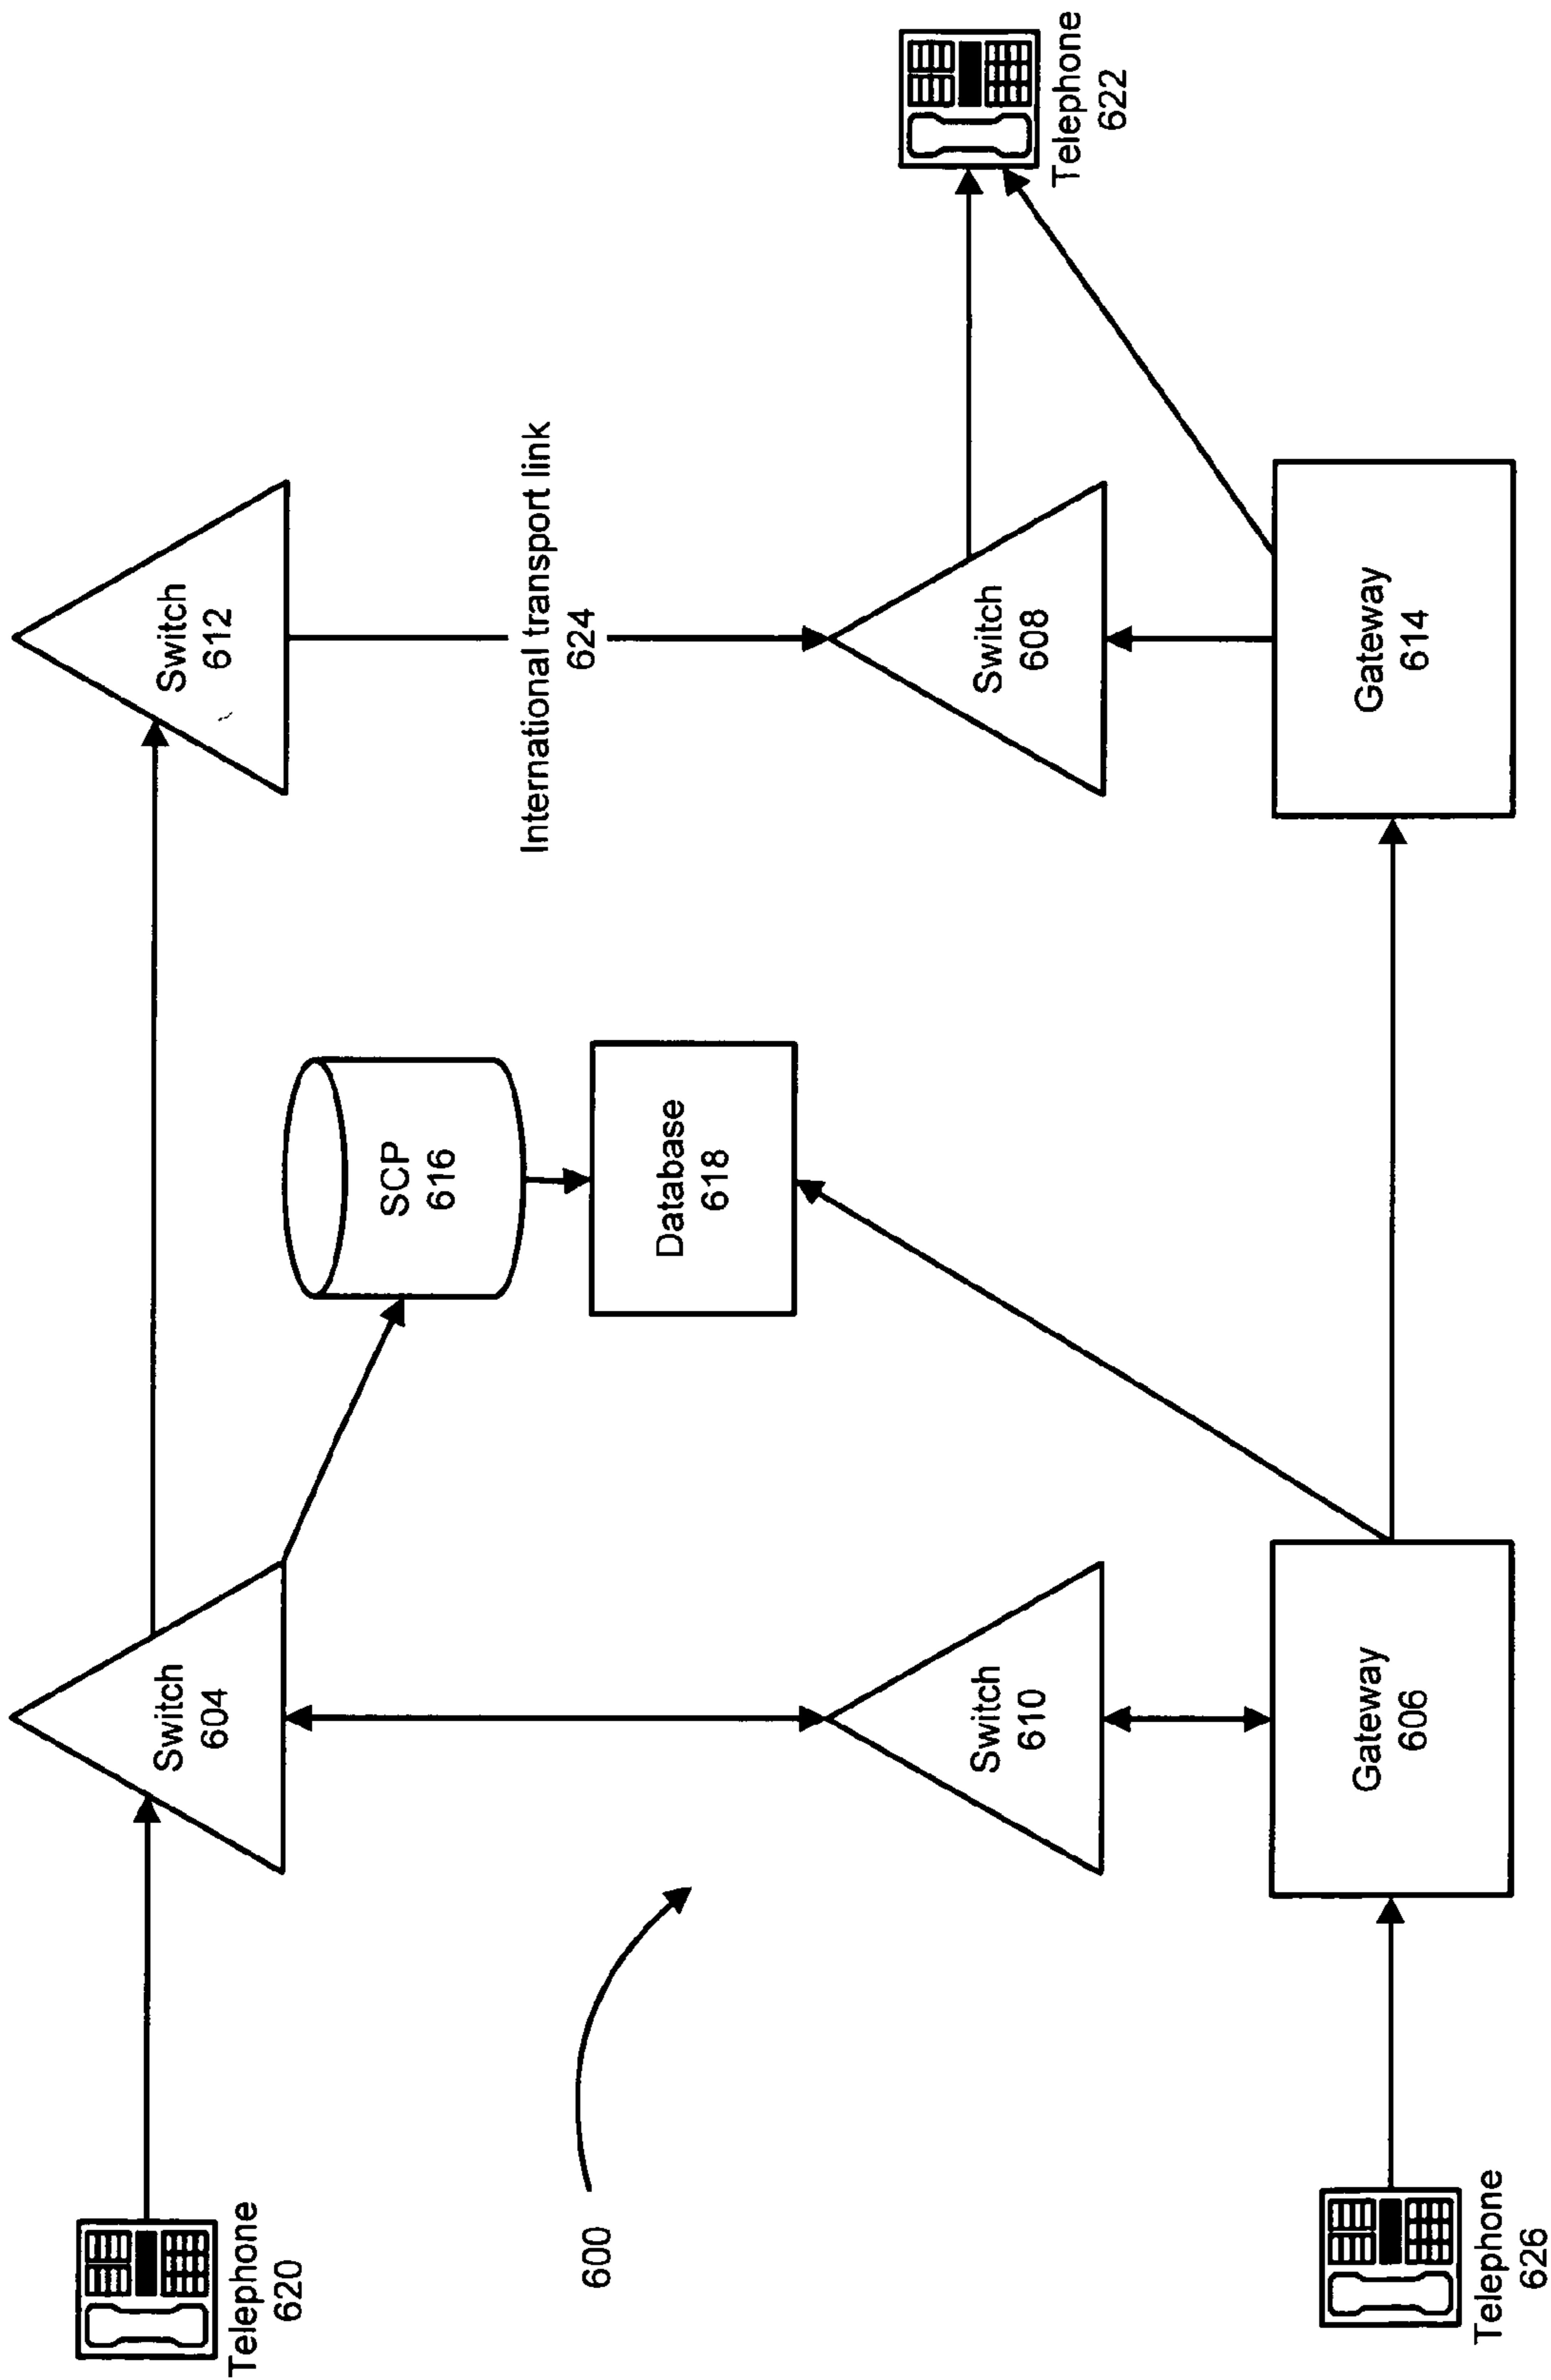 Telephone
620
Switch
604
Switch
612
SCP
616
International transport link
624
Database
618
600
Switch
610
Switch
608
Telephone
622
Gateway
606
Gateway
614
Telephone
626